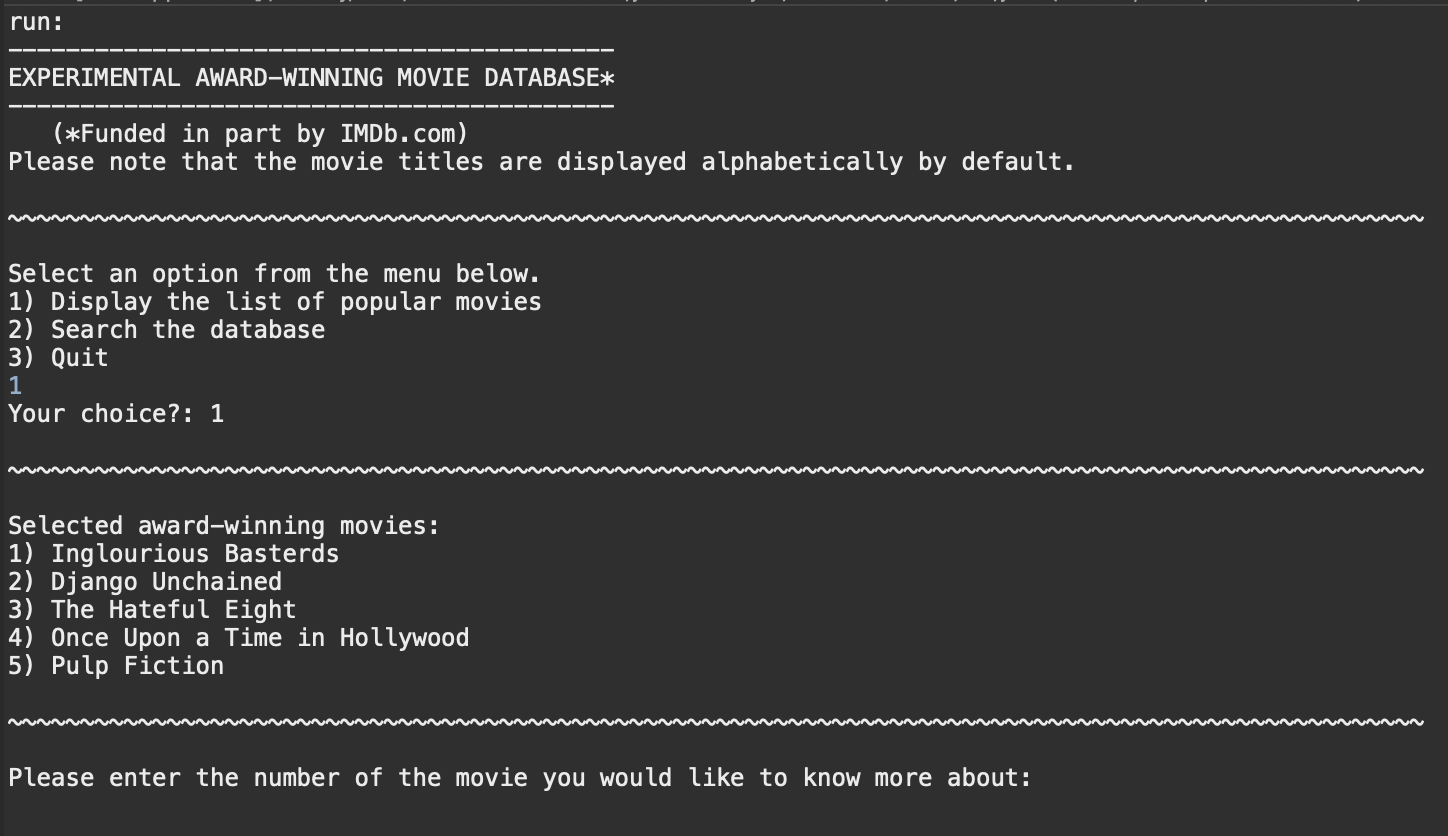 run:
------------------------------------------
EXPERIMENTAL AWARD-WINNING MOVIE DATABASE*
------------------------------------------
   (*Funded in part by IMDb.com)
Please note that the movie titles are displayed alphabetically by default.
~~~~~~~~~~~~~~~~~~~~~~~~~~~~~~~~~~~~~~~~~~~~~~~~~~~~~~~~~~~~~~~~~~~~~~~~~~~~~~~~~~~~~~~~~~~~~~~~~~
Select an option from the menu below.
1) Display the list of popular movies
2) Search the database
3) Quit
1
Your choice?: 1
~~~~~~~~~~~~~~~~~~~~~~~~~~~~~~~~~~~~~~~~~~~~~~~~~~~~~~~~~~~~~~~~~~~~~~~~~~~~~~~~~~~~~~~~~~~~~~~~~~
Selected award-winning movies:
1) Inglourious Basterds
2) Django Unchained
3) The Hateful Eight
4) Once Upon a Time in Hollywood
5) Pulp Fiction
~~~~~~~~~~~~~~~~~~~~~~~~~~~~~~~~~~~~~~~~~~~~~~~~~~~~~~~~~~~~~~~~~~~~~~~~~~~~~~~~~~~~~~~~~~~~~~~~~~
Please enter the number of the movie you would like to know more about: